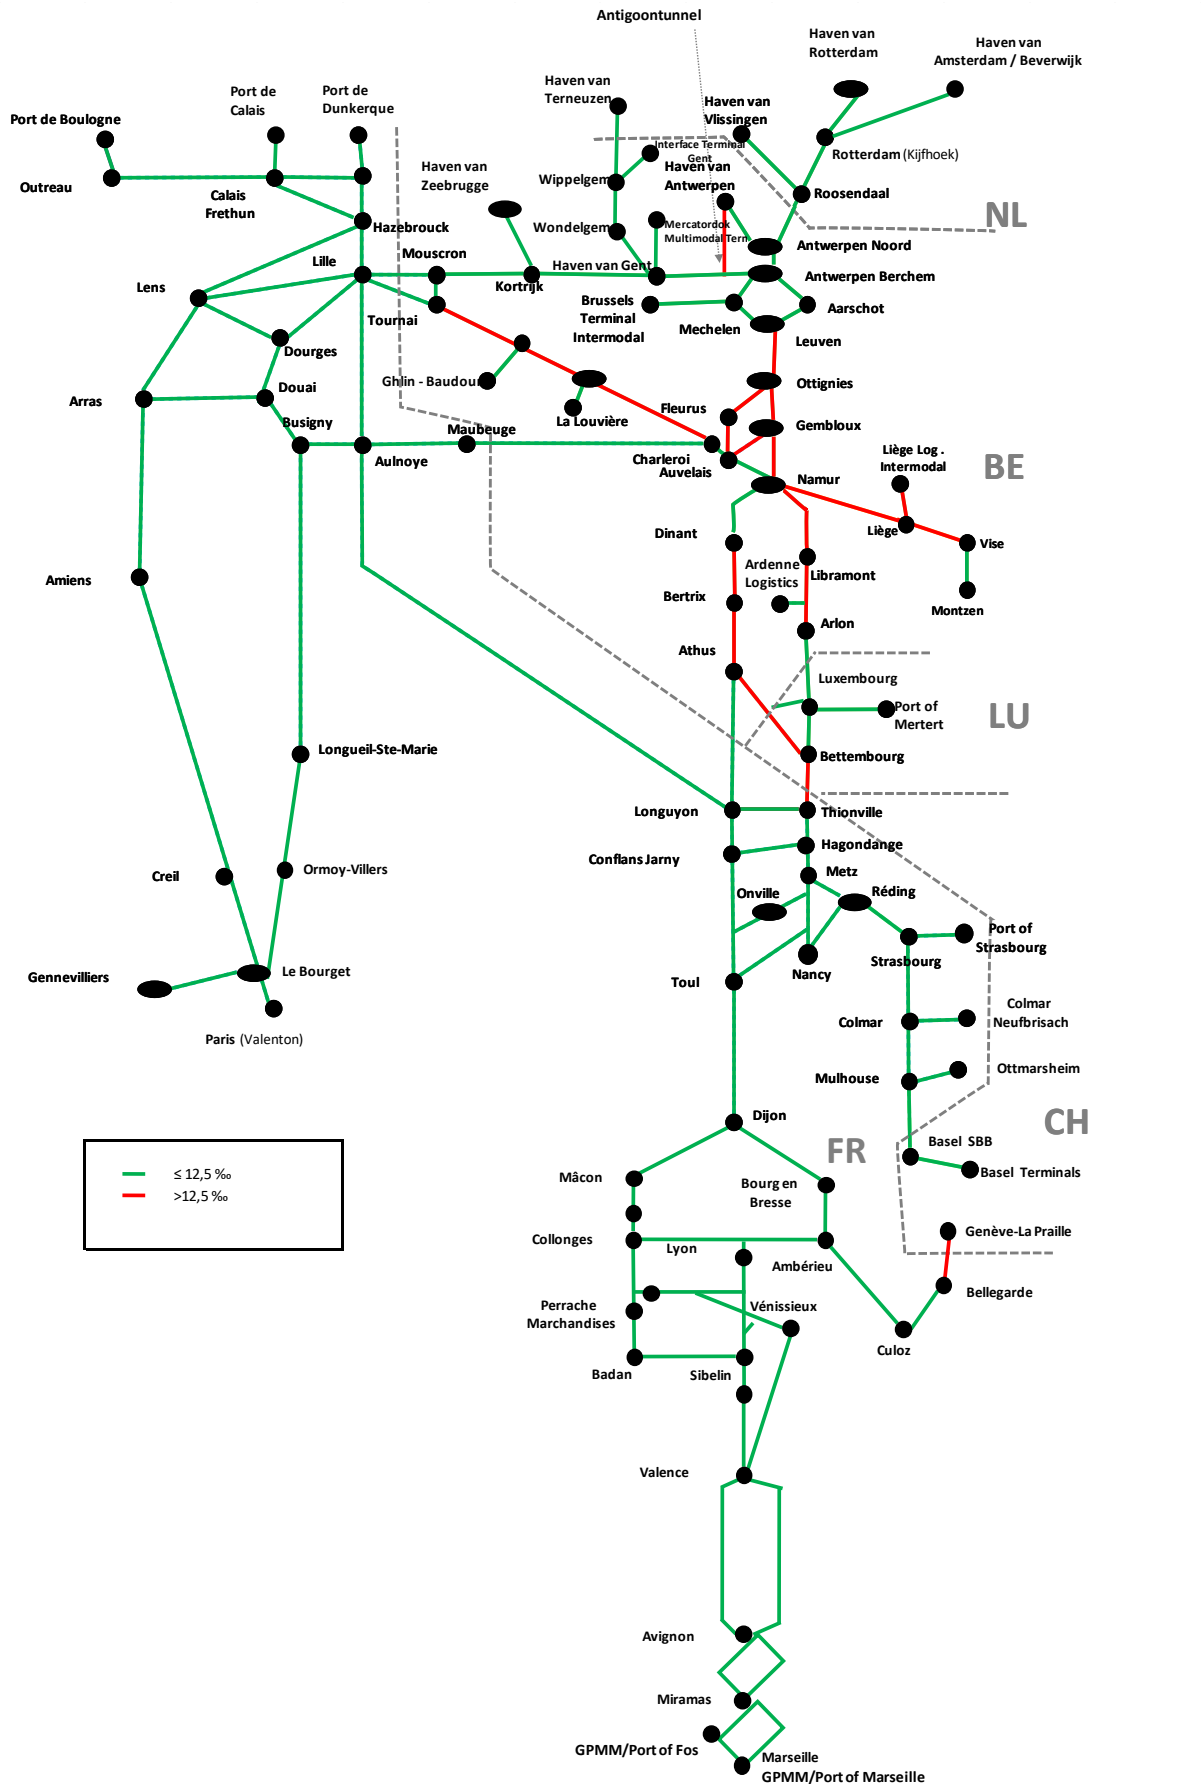 Antigoontunnel
Haven van
Rotterdam
Haven van
Amsterdam / Beverwijk
Port de
Calais
Port de
Dunkerque
Haven van
Terneuzen
Haven van
Vlissingen
Port de Boulogne
Interface Terminal
Gent
Rotterdam (Kijfhoek)
Haven van
Zeebrugge
Haven van
Antwerpen
Wippelgem
Outreau
Calais
Frethun
Roosendaal
NL
Hazebrouck
Wondelgem
Mercatordok
Multimodal Term
Antwerpen Noord
Mouscron
Lille
Haven van Gent
Antwerpen Berchem
Kortrijk
Lens
Brussels
Terminal
Intermodal
Aarschot
Tournai
Mechelen
Leuven
Dourges
Ghlin - Baudour
Ottignies
Douai
Arras
Fleurus
La Louvière
Busigny
Maubeuge
Gembloux
Charleroi
Auvelais
Aulnoye
Liège Log .
Intermodal
BE
Namur
Liège
Dinant
Vise
Ardenne
Logistics
Libramont
Amiens
Bertrix
Montzen
Arlon
Athus
Luxembourg
Port of
Mertert
LU
Longueil-Ste-Marie
Bettembourg
Longuyon
Thionville
Hagondange
Conflans Jarny
Metz
Creil
Ormoy-Villers
Onville
Réding
Port of
Strasbourg
Strasbourg
Gennevilliers
Le Bourget
Toul
Nancy
Colmar
Neufbrisach
Colmar
Paris (Valenton)
Ottmarsheim
Mulhouse
Dijon
CH
FR
Basel SBB
Basel Terminals
≤ 12,5 ‰
>12,5 ‰
Mâcon
Bourg en
Bresse
Genève-La Praille
Collonges
Lyon
Ambérieu
Bellegarde
Perrache
Marchandises
Vénissieux
Culoz
Badan
Sibelin
Valence
Avignon
Miramas
GPMM/Port of Fos
Marseille
GPMM/Port of Marseille